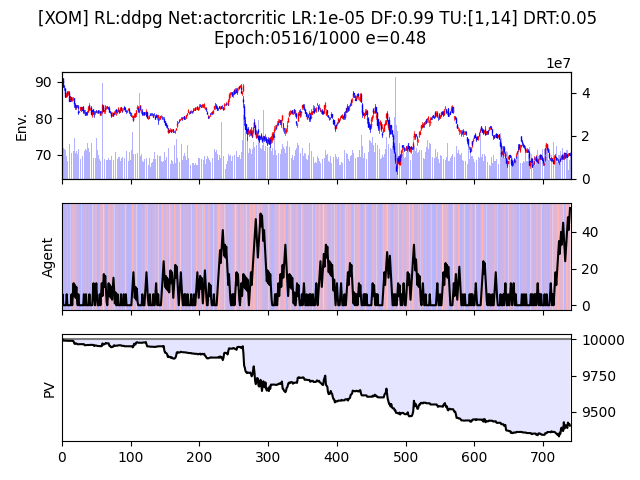 [XOM] RL:ddpg Net:actorcritic LR:1e-05 DF:0.99 TU:[1,14] DRT:0.05
Epoch:0516/1000 e=0.48
1e7
90
80
70
Env.
4
2
0
Agent
40
20
0
PV
10000
9750
9500
0 100 200 300 400 500 600 700